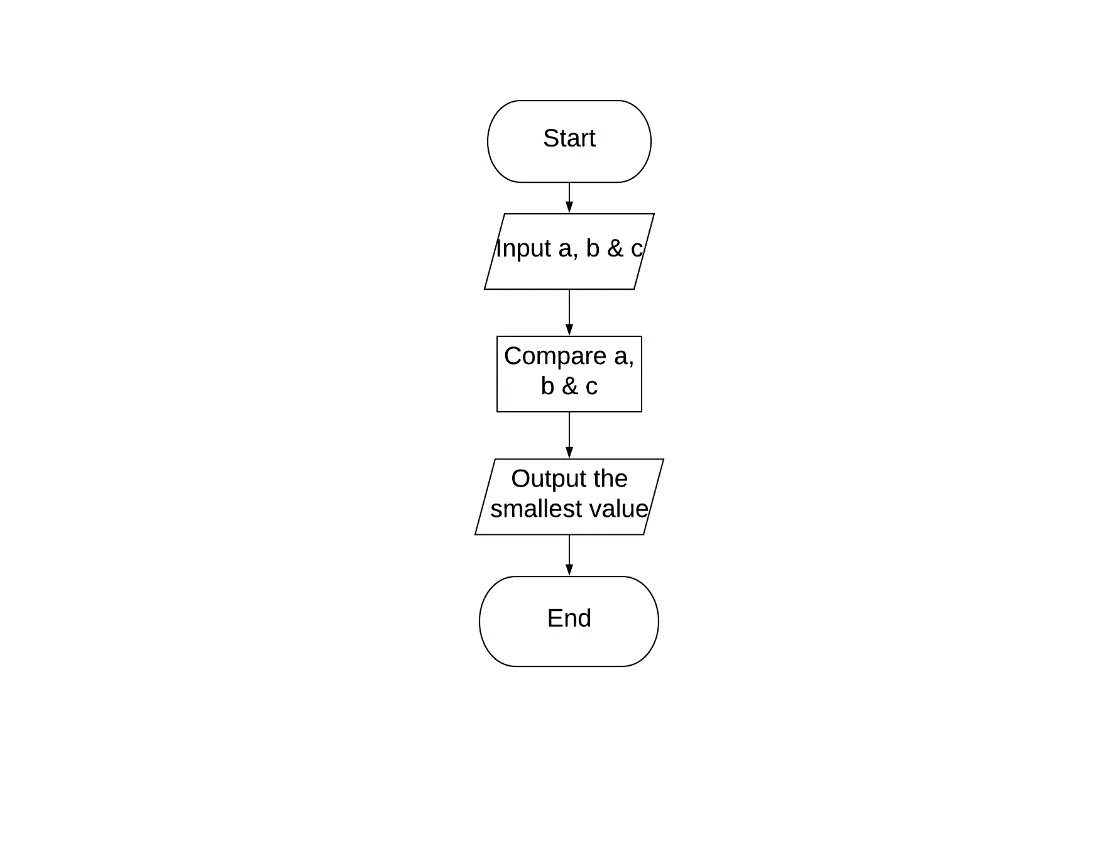 Start
Input a, b & c
Compare a,
b & c
Output the
smallest value
End